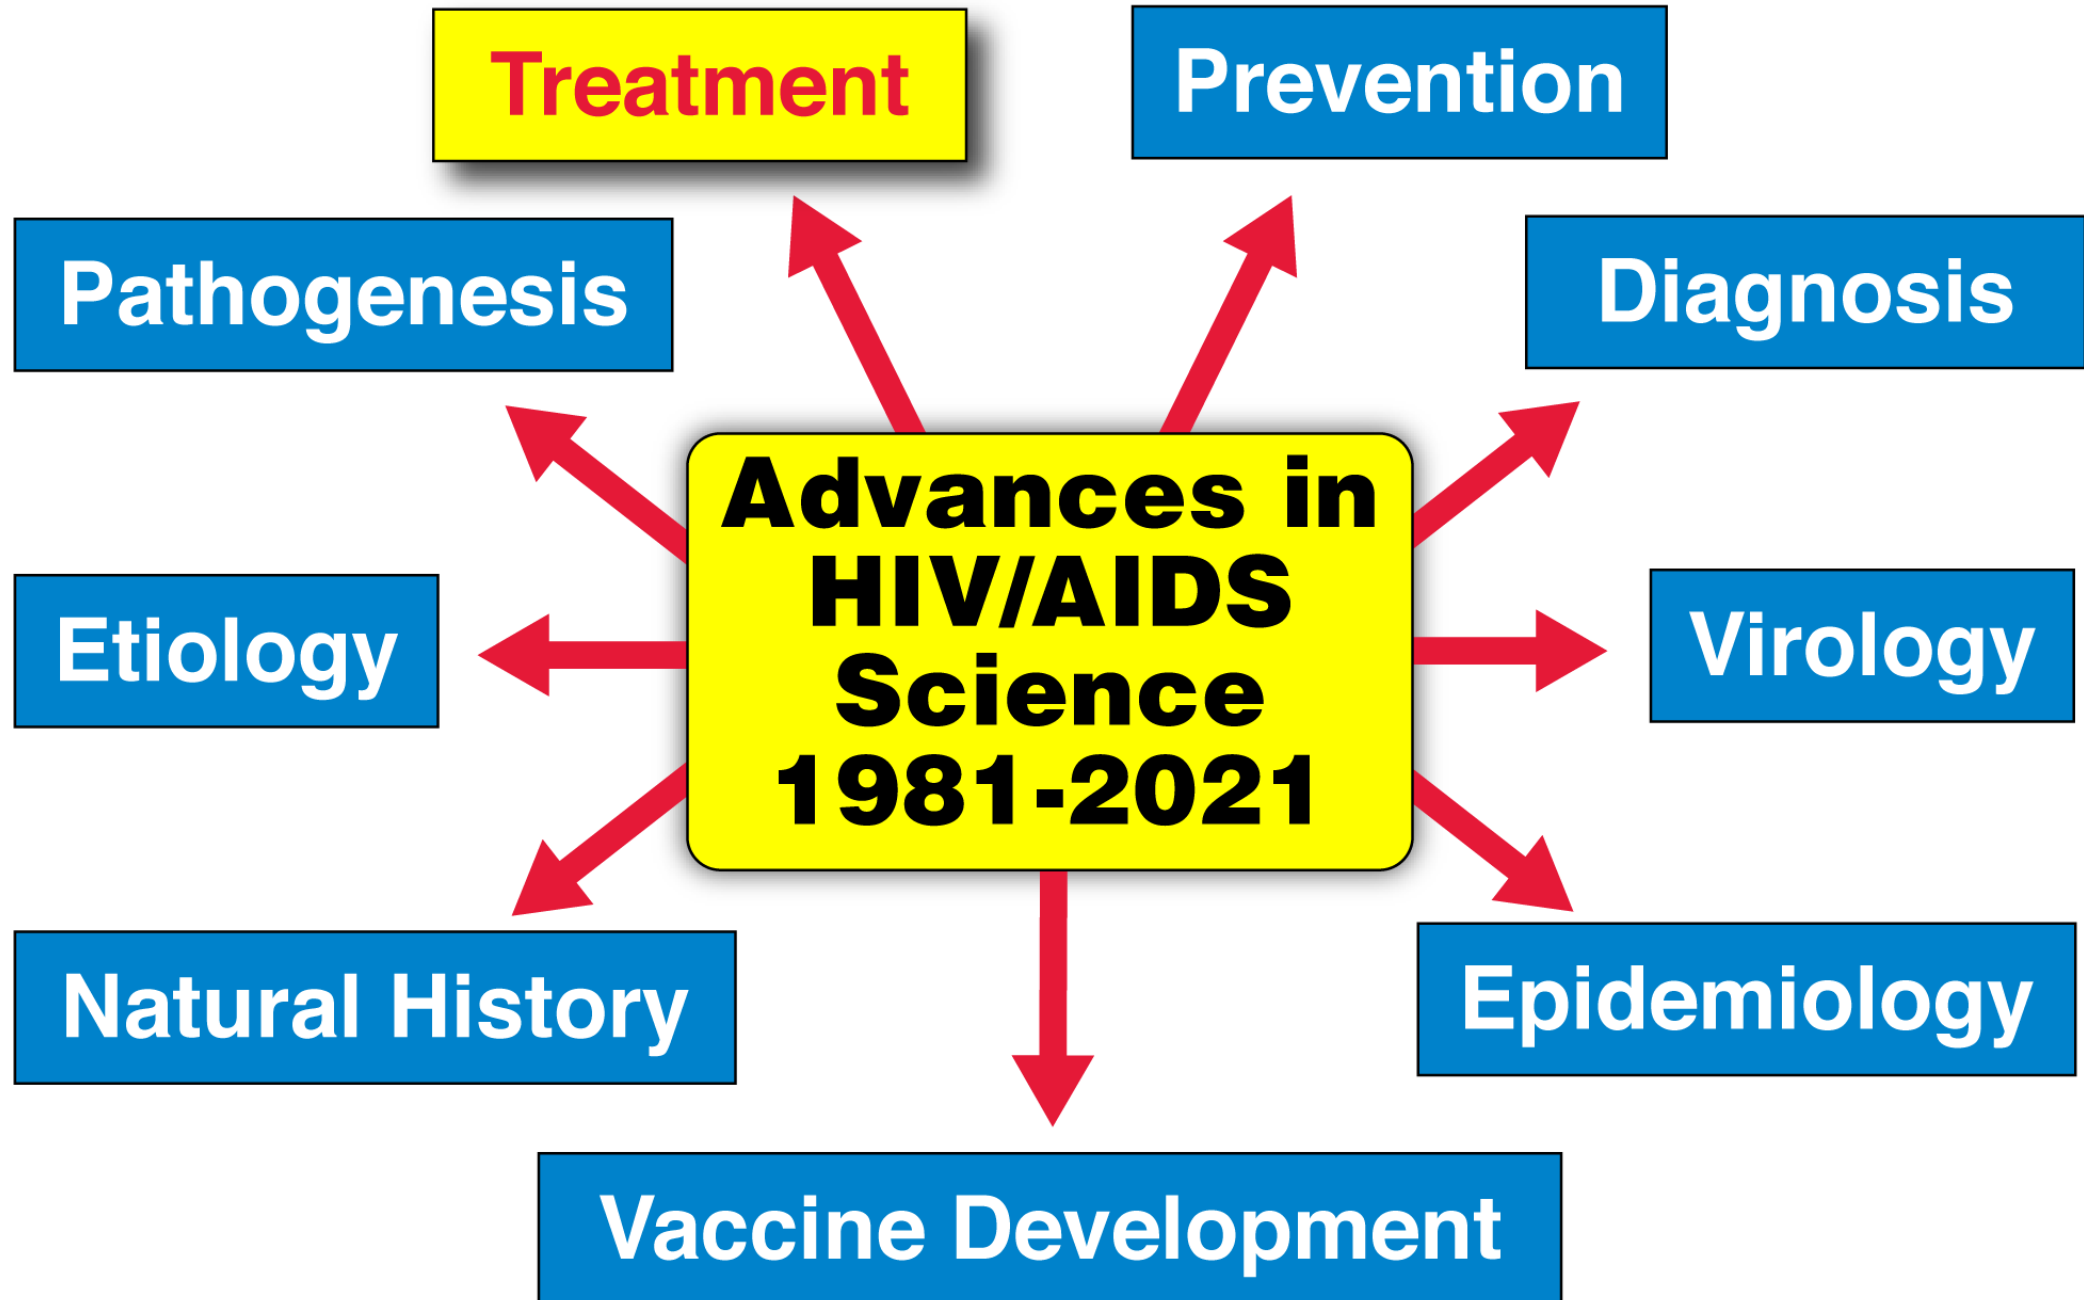 Treatment
Prevention
Pathogenesis
Diagnosis
Advances in
HIV/AIDS
Science
1981-2021
Etiology
Virology
Natural History
Epidemiology
Vaccine Development